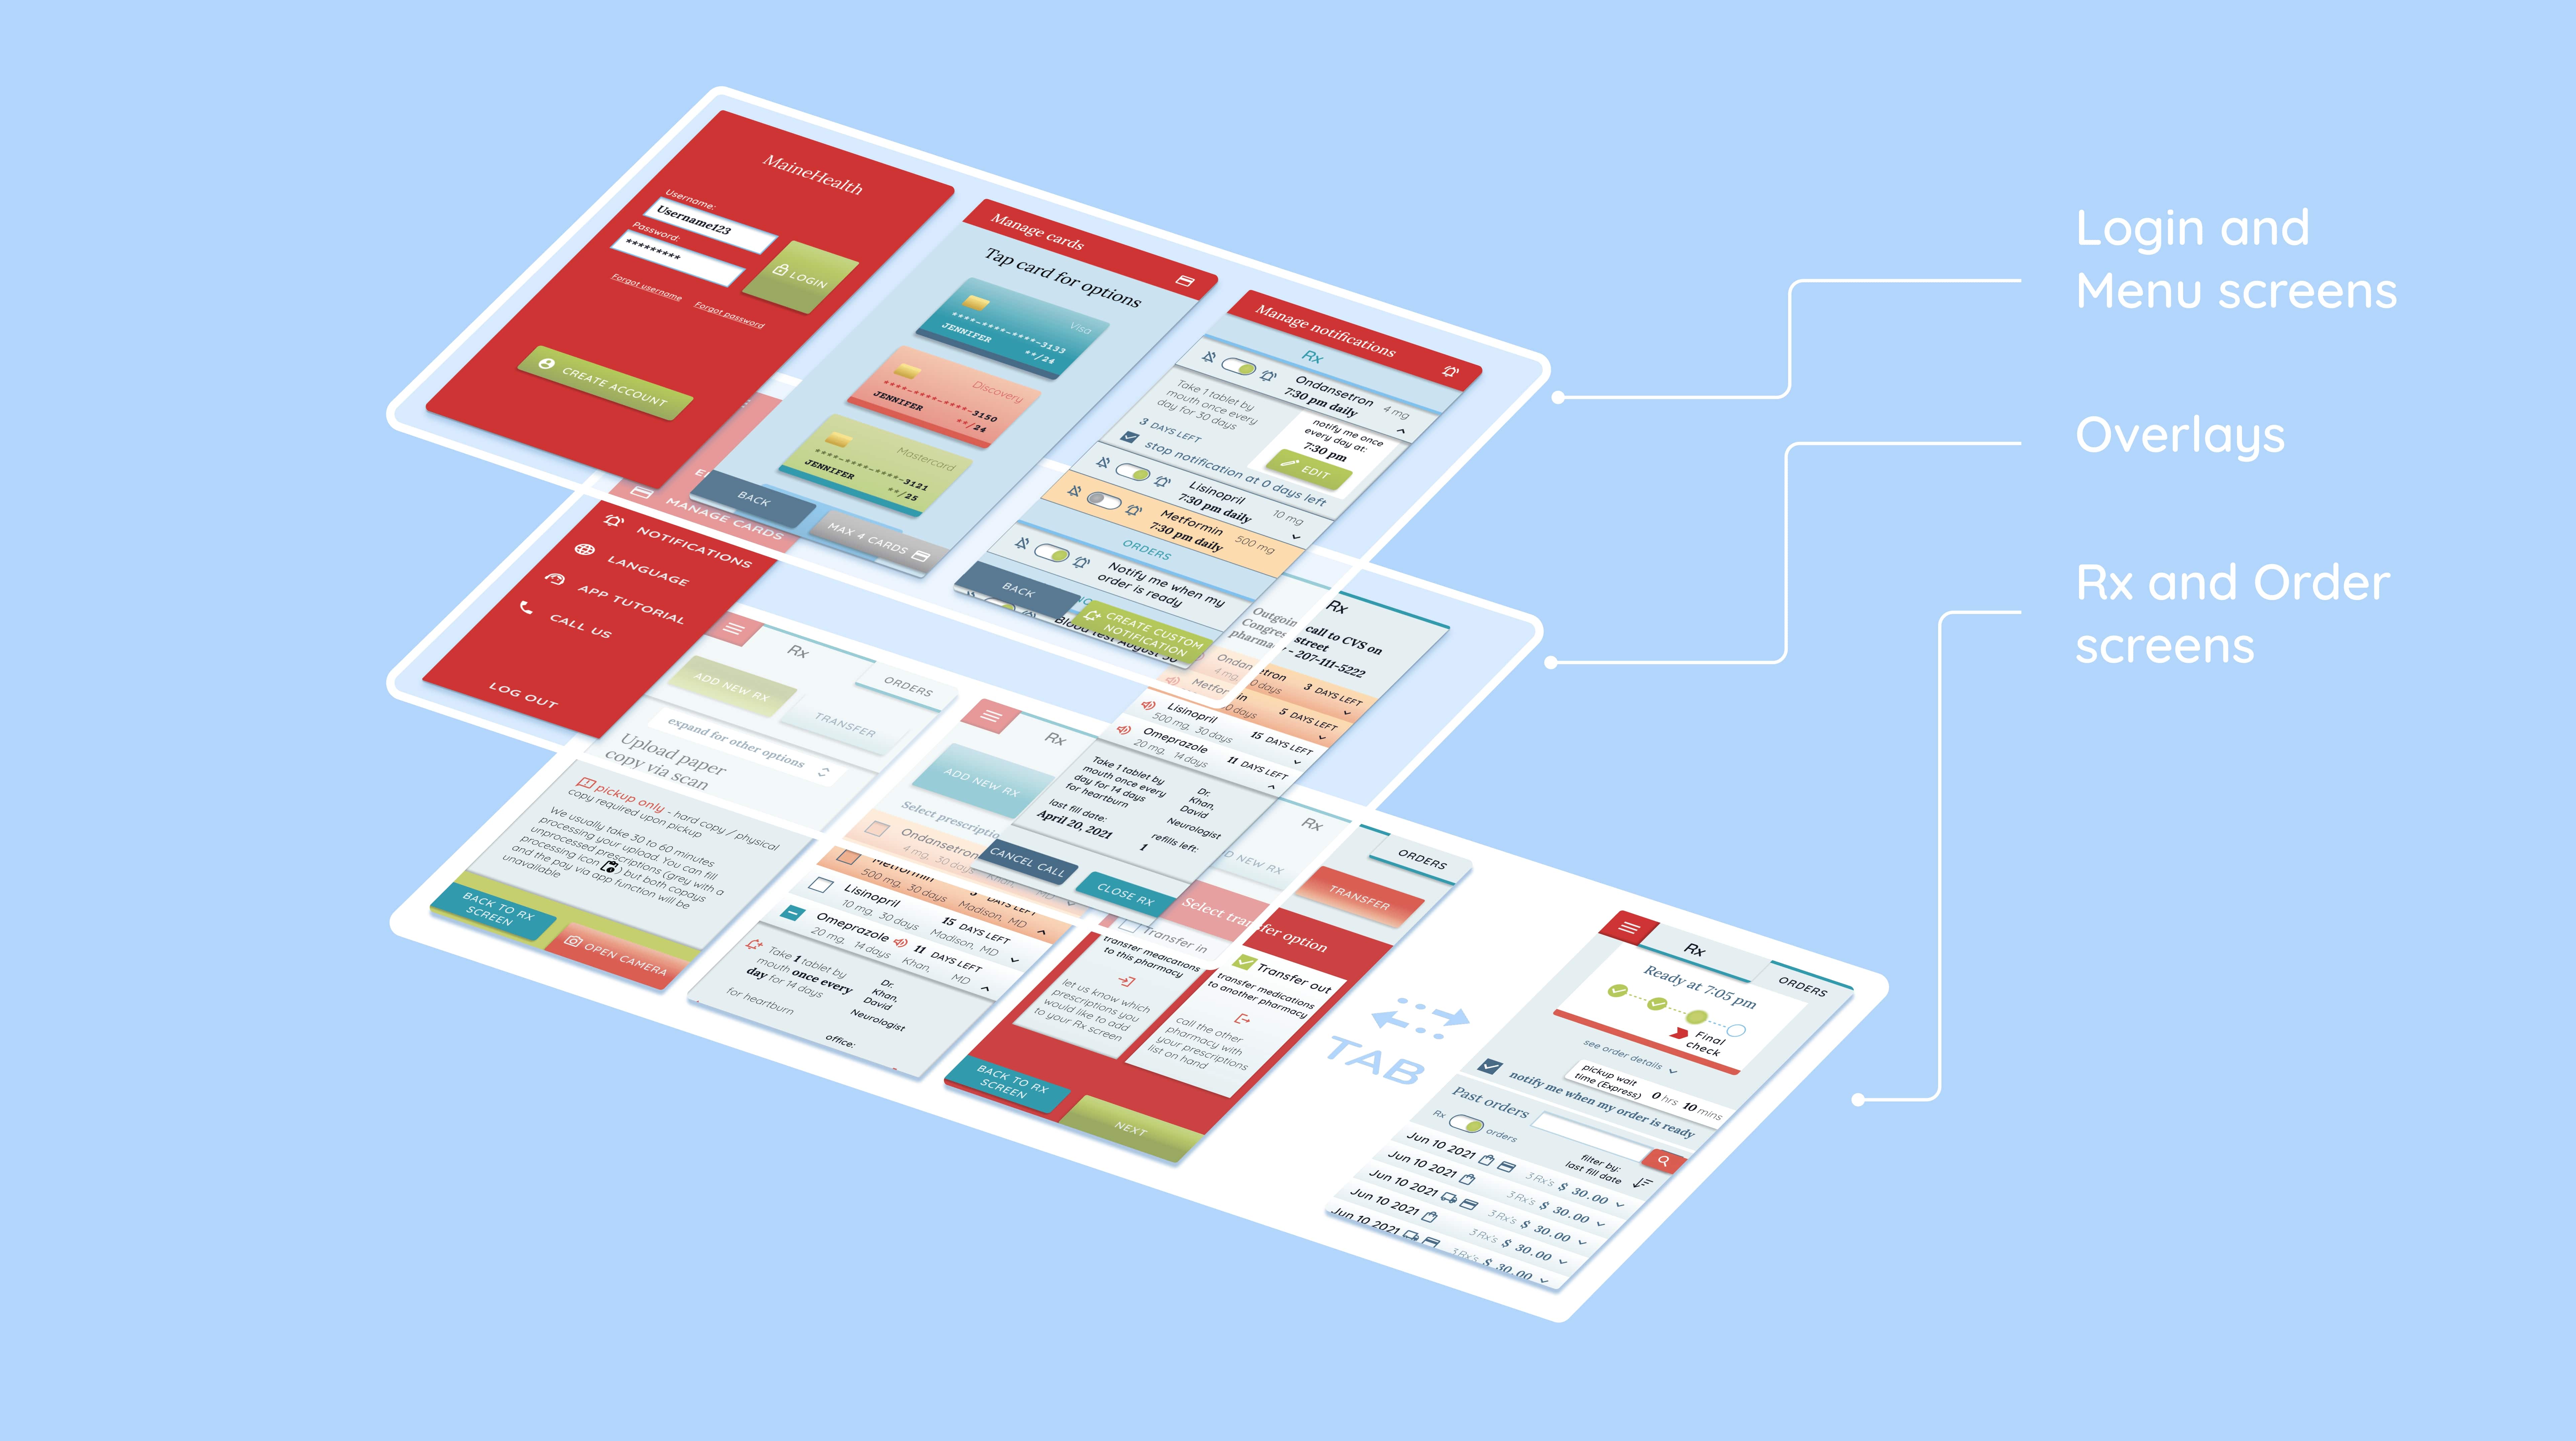 MaineHealth
Username:
Username123
Password:
*********
LOGIN
Forgot username
Forgot password
CREATE ACCOUNT
Manage cards
Tap card for options
Visa
****-****-****-3133
JENNIFER
**/24
Discovery
****-****-****-3150
JENNIFER
**/24
Mastercard
****-****-****-3121
JENNIFER
**/25
BACK
MAX 4 CARDS
Manage notifications
Rx
Ondansetron
4 mg
7:30 pm daily
Take 1 tablet by
mouth once every
day for 30 days
3 DAYS LEFT
notify me once
every day at:
7:30 pm
EDIT
stop notification at 0 days left
Lisinopril
10 mg
7:30 pm daily
Metformin
500 mg
7:30 pm daily
ORDERS
Notify me when my
order is ready
BACK
CREATE CUSTOM
NOTIFICATION
Blood test August 30
MANAGE CARDS
NOTIFICATIONS
LANGUAGE
APP TUTORIAL
CALL US
LOG OUT
Rx
call to CVS on
street
- 207-111-5222
3 DAYS LEFT
5 DAYS LEFT
Lisinopril
500 mg, 30 days
15 DAYS LEFT
Omeprazole
20 mg, 14 days
11 DAYS LEFT
Take 1 tablet by
mouth once every
day for 14 days
for heartburn
Dr.
Khan,
David
Neurologist
last fill date:
April 20, 2021
refills left:
1
CANCEL CALL
CLOSE RX
Rx
ORDERS
ADD NEW RX
TRANSFER
expand for other options
Upload paper
copy via scan
pickup only - hard copy / physical
copy required upon pickup
We usually take 30 to 60 minutes
processing your upload. You can fill
unprocessed prescriptions (grey with a
processing icon ) but both copays
and the pay via app function will be
unavailable
BACK TO RX
SCREEN
OPEN CAMERA
Rx
ADD NEW RX
Ondansetron
Metformin
500 mg, 30 days
Madison, MD
Lisinopril
15 DAYS LEFT
10 mg, 30 days
Madison, MD
Omeprazole
11 DAYS LEFT
20 mg, 14 days
Khan, MD
Take 1 tablet by
mouth once every
day for 14 days
for heartburn
Dr.
Khan,
David
Neurologist
office:
Rx
ORDERS
TRANSFER
Select transfer option
Transfer in
transfer medications
to this pharmacy
let us know which
prescriptions you
would like to add
to your Rx screen
Transfer out
transfer medications
to another pharmacy
call the other
pharmacy with
your prescriptions
list on hand
BACK TO RX
SCREEN
NEXT
TAB
Rx
ORDERS
Ready at 7:05 pm
Final
check
see order details
pickup wait
time (Express)
0 hrs 10 mins
notify me when my order is ready
Past orders
Rx
orders
filter by:
last fill date
Jun 10 2021
3 Rx's $ 30.00
Jun 10 2021
3 Rx's $ 30.00
Jun 10 2021
3 Rx's $ 30.00
Jun 10 2021
3 Rx's $ 30.00
Jun 10 2021
3 Rx's $ 30.00
Login and
Menu screens
Overlays
Rx and Order
screens